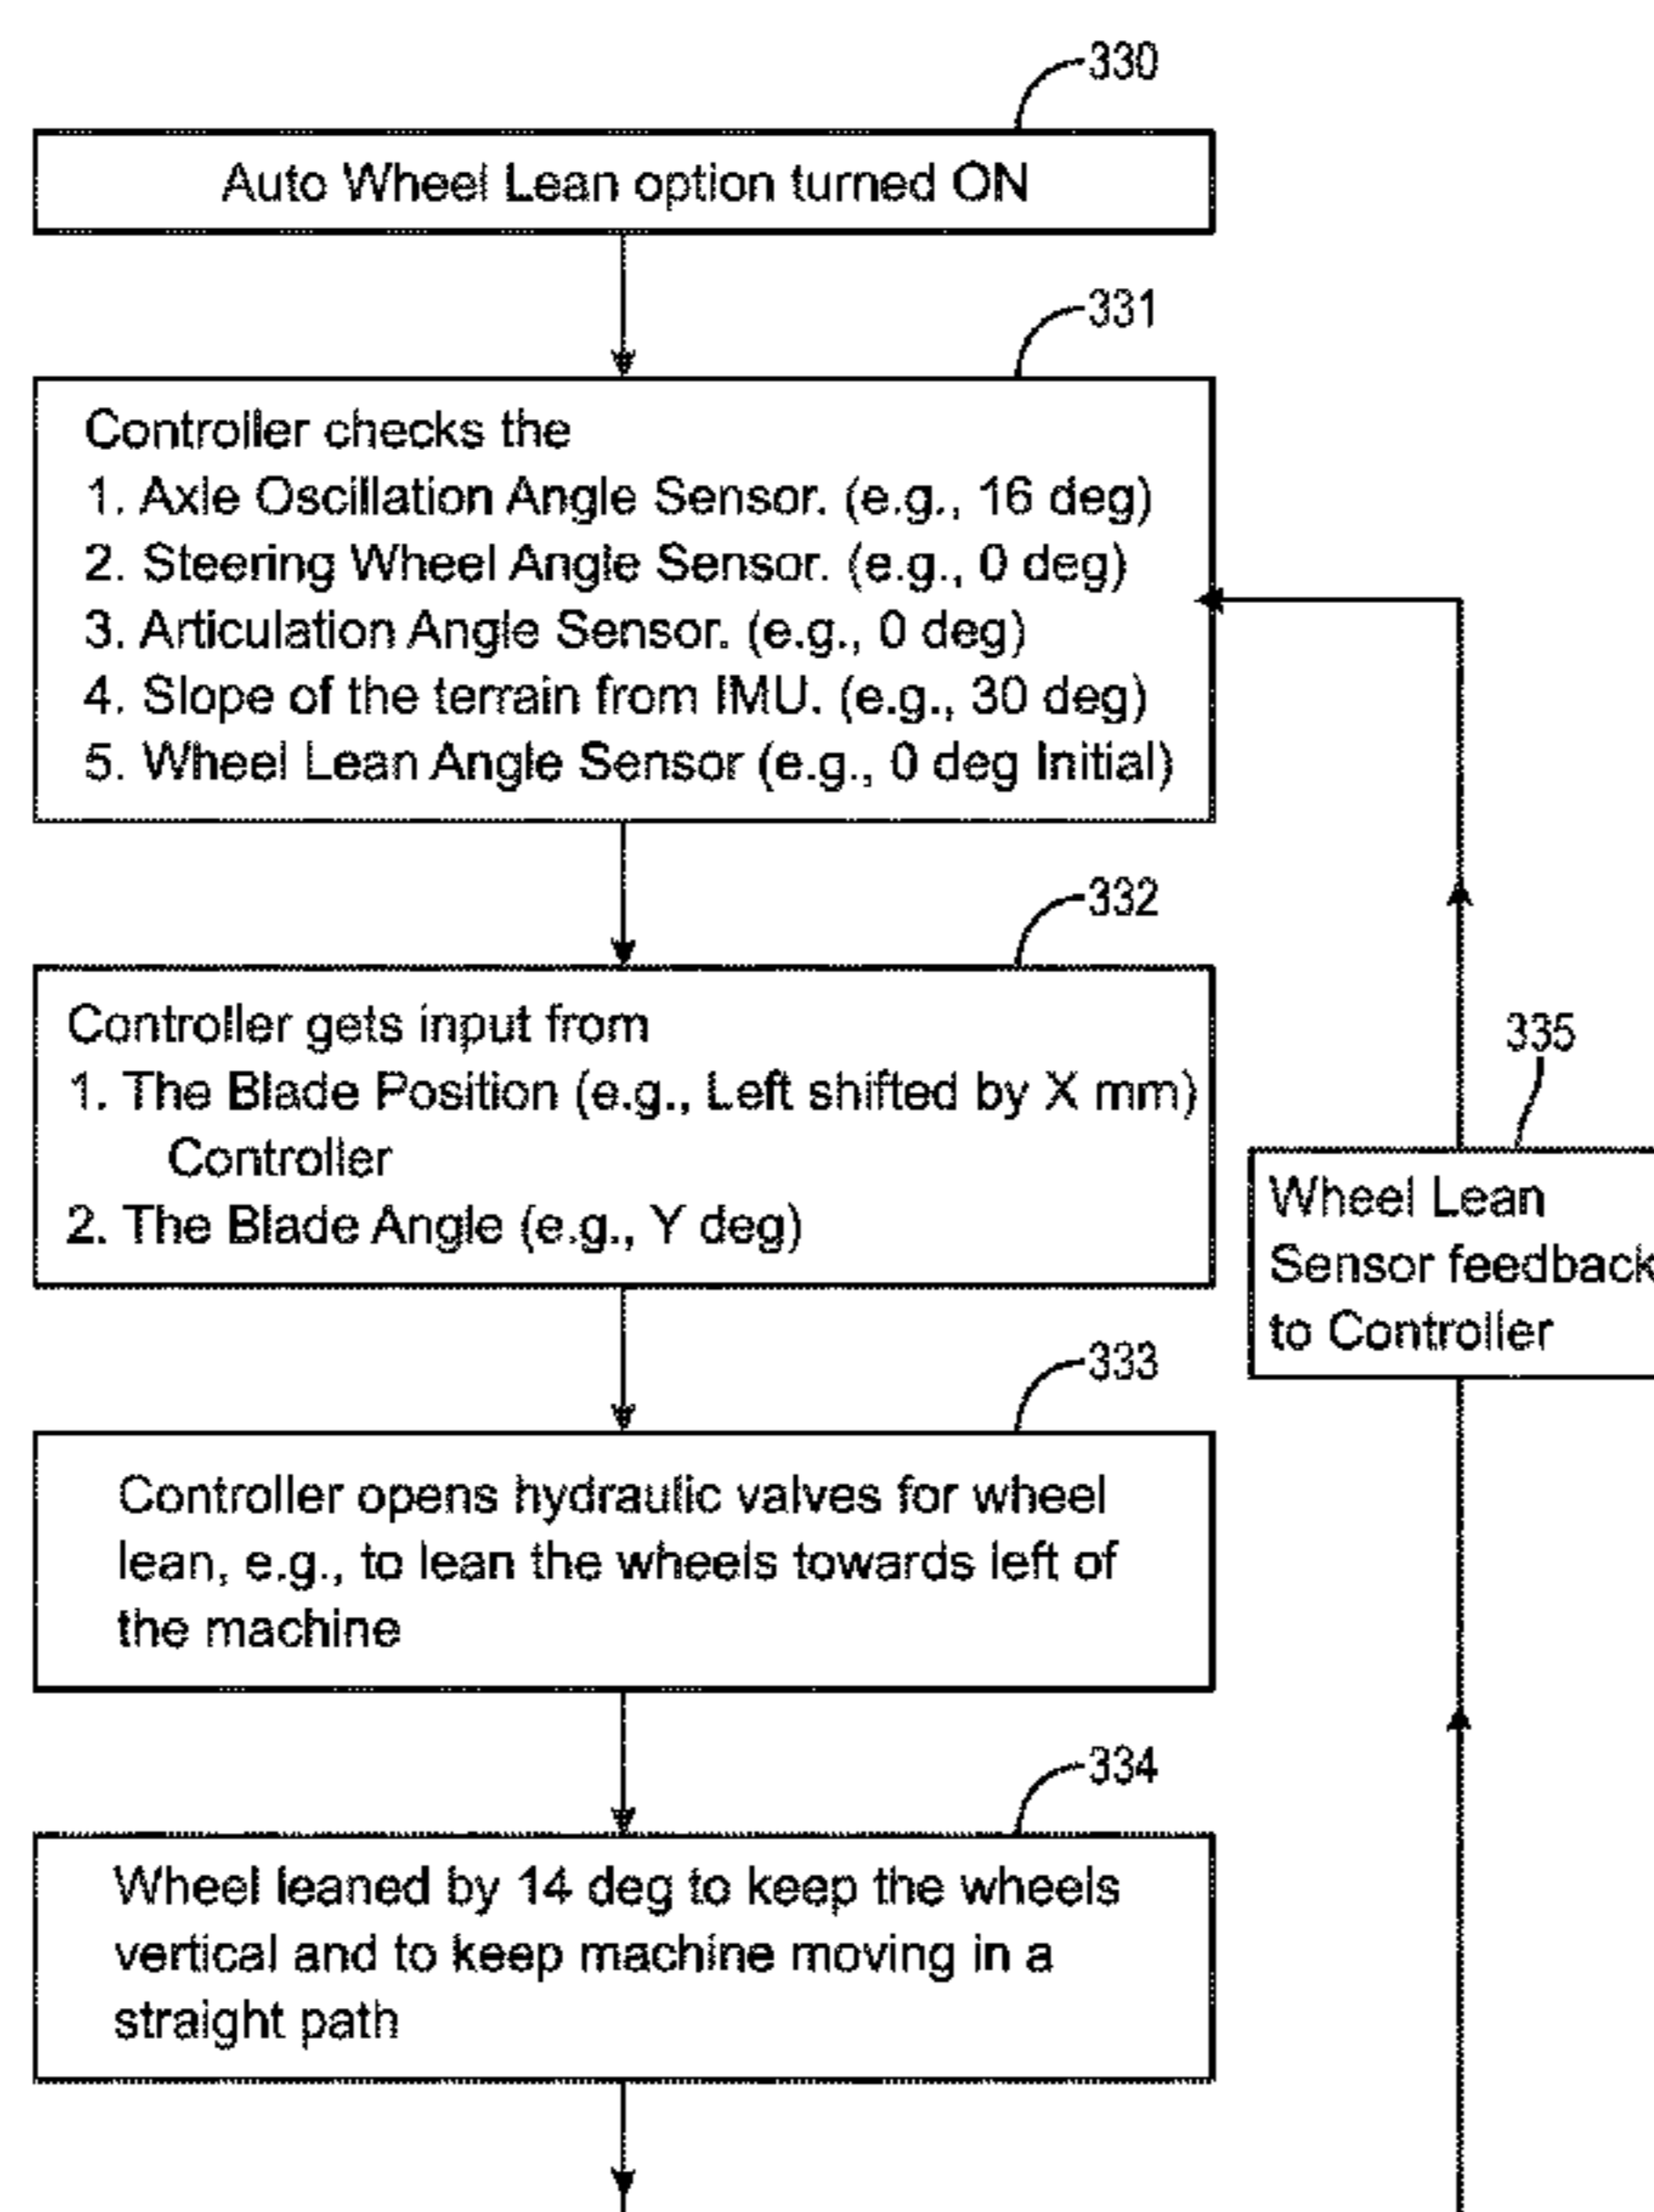 330
Auto Wheel Lean option turned ON
331
Controller checks the
1. Axle Oscillation Angle Sensor. (e.g., 16 deg)
2. Steering Wheel Angle Sensor. (e.g., 0 deg)
3. Articulation Angle Sensor. (e.g., 0 deg)
4. Slope of the terrain from IMU. (e.g., 30 deg)
5. Wheel Lean Angle Sensor (e.g., 0 deg Initial)
332
Controller gets input from
1. The Blade Position (e.g., Left shifted by X mm)
Controller
2. The Blade Angle (e.g., Y deg)
335
Wheel Lean
Sensor feedback
to Controller
333
Controller opens hydraulic valves for wheel
lean, e.g., to lean the wheels towards left of
the machine
334
Wheel leaned by 14 deg to keep the wheels
vertical and to keep machine moving in a
straight path